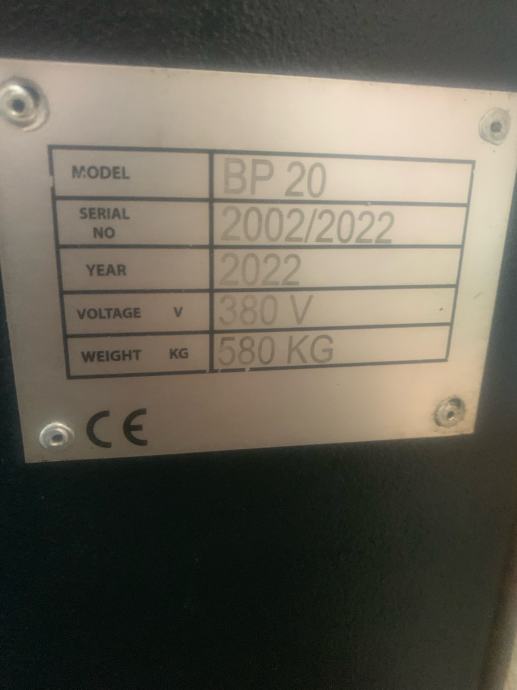 MODEL BP 20
SERIAL NO 2002/2022
YEAR 2022
VOLTAGE V 380 V
WEIGHT KG 580 KG
CE